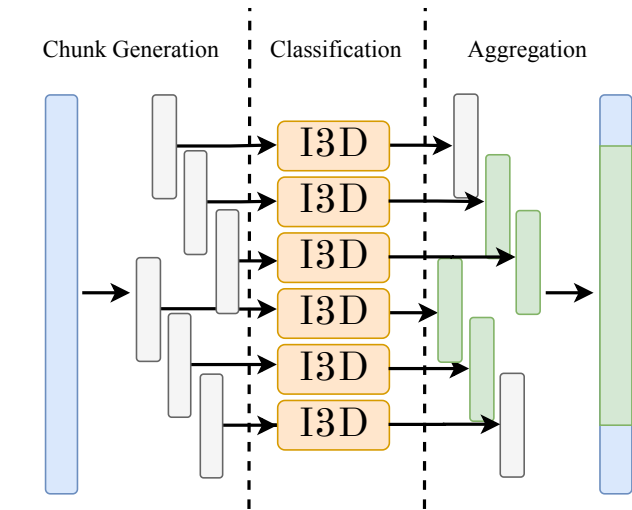 Chunk Generation
Classification
Aggregation
I3D
I3D
I3D
I3D
I3D
I3D